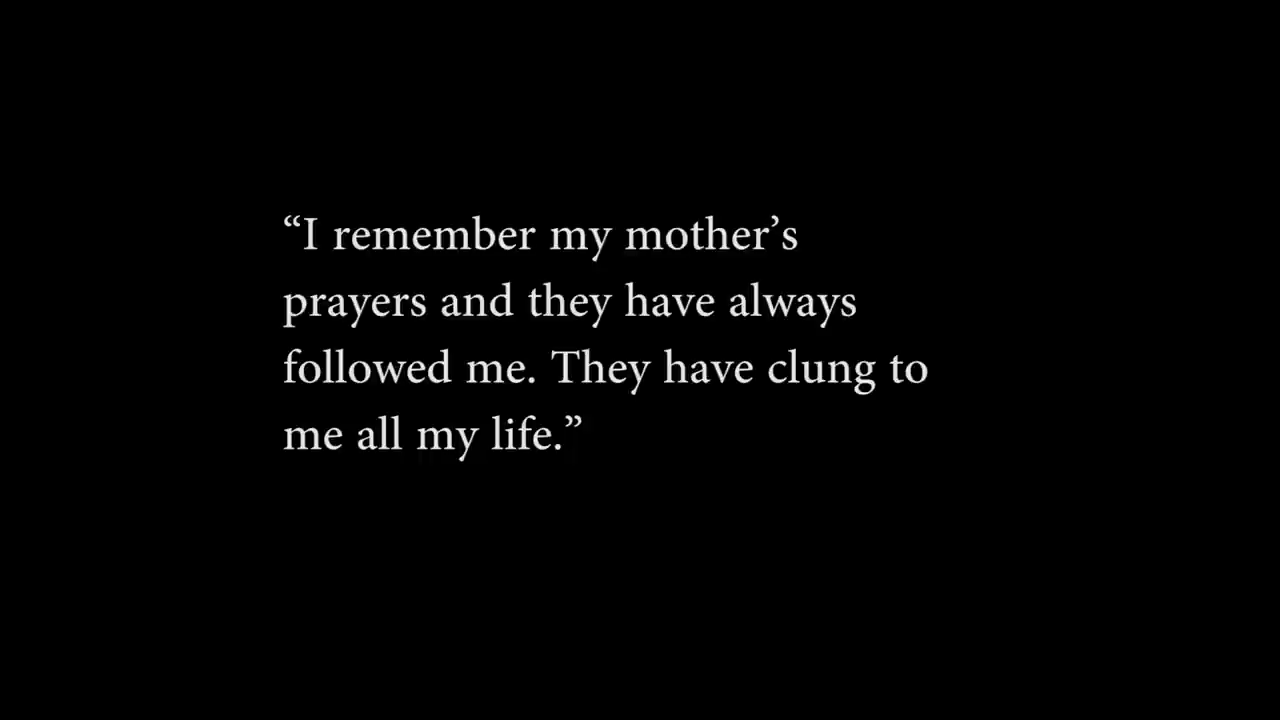 “I remember my mother’s
prayers and they have always
followed me. They have clung to
me all my life.”